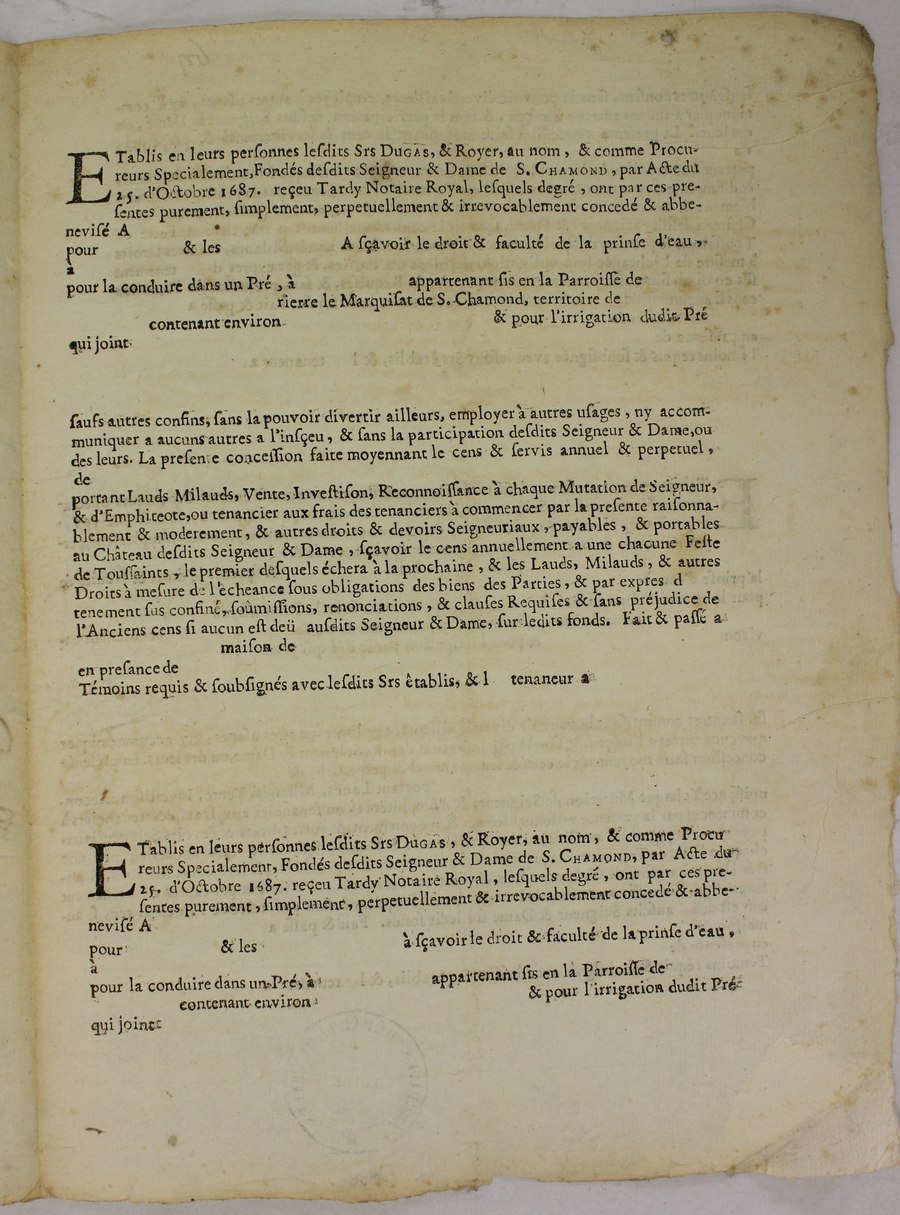 ETablis en leurs perſonnes leſdits Srs DUGAS, & Royer, au nom, & comme Procu-
reurs Specialement, Fondés deſdits Seigneur & Dame de S. CHAMOND, par Acte du
25. d'Octobre 1687. reçeu Tardy Notaire Royal, leſquels degré, ont par ces pre-
ſentes purement, ſimplement, perpetuellement & irrevocablement concedé & abbe-
neviſé A
pour & les A ſçavoir le droit & faculté de la prinſe d'eau,
à
pour la conduire dans un Pré, à appartenant ſis en la Parroiſſe de
rierre le Marquiſat de S. Chamond, territoire de
contenant environ & pour l'irrigation dudit Pré
qui joint
ſaufs autres confins, ſans la pouvoir divertir ailleurs, employer à autres uſages, ny accom-
muniquer a aucuns autres a l'inſçeu, & ſans la participation deſdits Seigneur & Dame, ou
des leurs. La preſente conceſſion faite moyennant le cens & ſervis annuel & perpetuel,
de
portant Lauds Milauds, Vente, Inveſtiſon, Reconnoiſſance à chaque Mutation de Seigneur,
& d'Emphiteote, ou tenancier aux frais des tenanciers à commencer par la preſente raiſonna-
blement & moderement, & autres droits & devoirs Seigneuriaux, payables, & portables
au Château deſdits Seigneur & Dame, ſçavoir le cens annuellement a une chacune Feſte
de Touſſaints, le premier deſquels échera à la prochaine, & les Lauds, Milauds, & autres
Droits à meſure de l'écheance ſous obligations des biens des Parties, & par expres d
tenement ſus confiné, ſoumiſſions, renonciations, & clauſes Requiſes & ſans préjudice de
l'Anciens cens ſi aucun eſt deü auſdits Seigneur & Dame, ſur leſdits fonds. Fait & paſſé a
maiſon de
en preſance de
Témoins requis & ſoubſignés avec leſdits Srs êtablis, & l tenaneur a
ETablis en leurs perſonnes leſdits Srs DUGAS, & Royer, au nom, & comme Procu
reurs Specialement, Fondés deſdits Seigneur & Dame de S. CHAMOND, par Acte du
25. d'Octobre 1687. reçeu Tardy Notaire Royal, leſquels degré, ont par ces pre-
ſentes purement, ſimplement, perpetuellement & irrevocablement concedé & abbe-
neviſé A
pour & les à ſçavoir le droit & faculté de la prinſe d'eau,
à
pour la conduire dans un Pré, à appartenant ſis en la Parroiſſe de
contenant environ & pour l'irrigation dudit Pré
qui joint